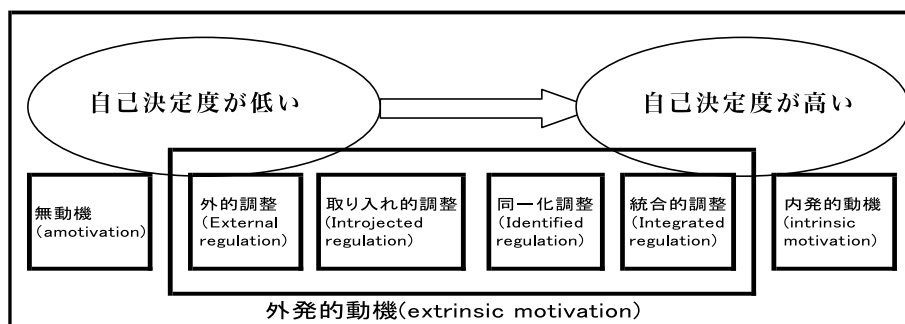 自己決定度が低い
自己決定度が高い
無動機
(amotivation)
外的調整
(External
regulation)
取り入れ的調整
(Introjected
regulation)
同一化調整
(Identified
regulation)
統合的調整
(Integrated
regulation)
内発的動機
(intrinsic
motivation)
外発的動機(extrinsic motivation)